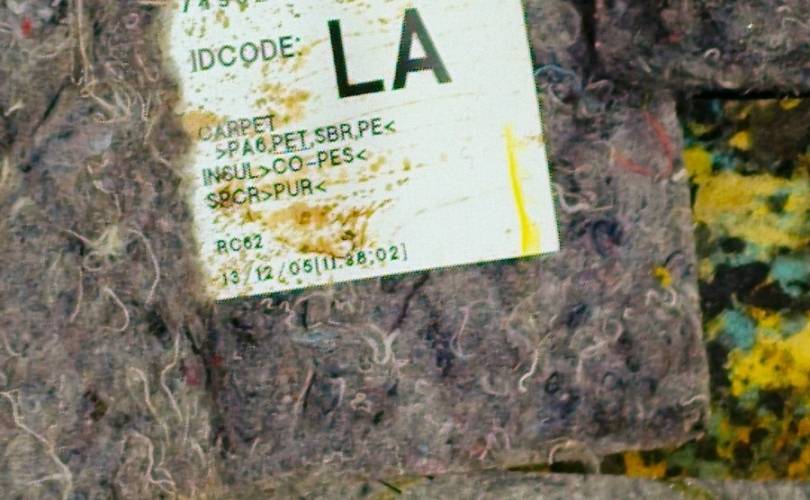 IDCODE: LA
CARPET
>PA6,PET,SBR,PE<
INSUL>CO-PES<
SPCR>PUR<
RC62
13/12/05[11:38;02]